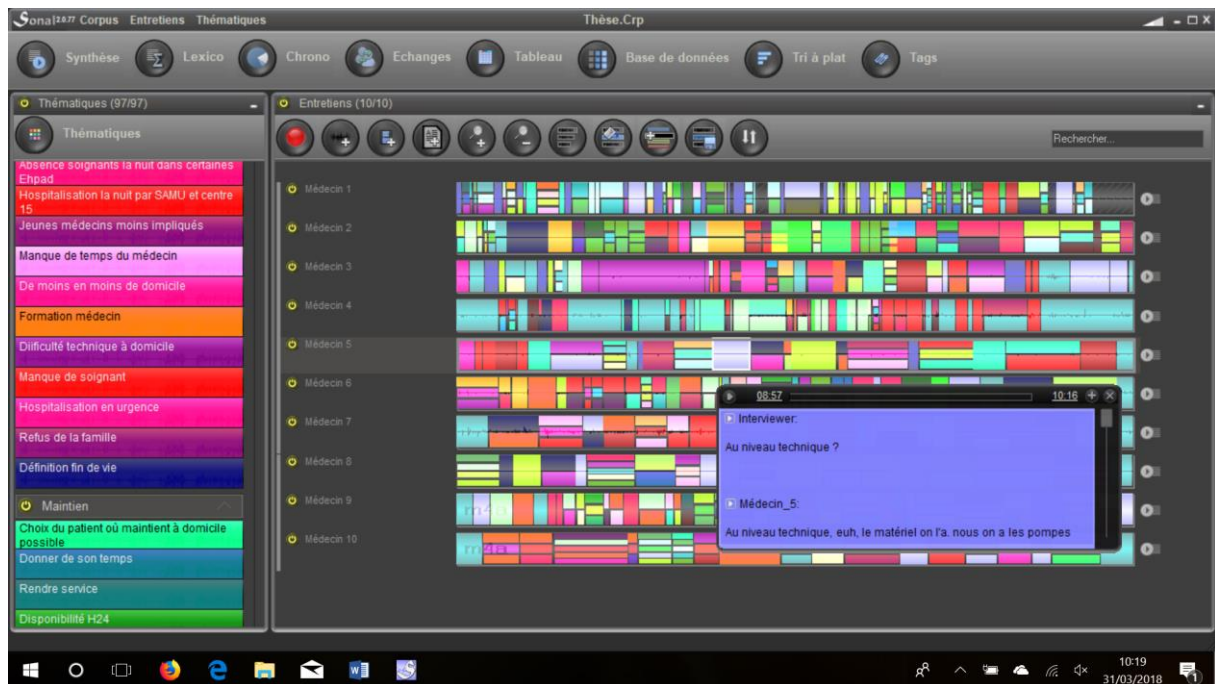 Sonal 2.0.77 Corpus Entretiens Thématiques
Thèse.Crp
Synthèse
Lexico
Chrono
Echanges
Tableau
Base de données
Tri à plat
Tags
Thématiques (97/97)
Thématiques
Absence soignants la nuit dans certaines
Ehpad
Hospitalisation la nuit par SAMU et centre
15
Jeunes médecins moins impliqués
Manque de temps du médecin
De moins en moins de domicile
Formation médecin
Diificulté technique à domicile
Manque de soignant
Hospitalisation en urgence
Refus de la famille
Définition fin de vie
Maintien
Choix du patient où maintient à domicile
possible
Donner de son temps
Rendre service
Disponibilité H24
Entretiens (10/10)
Rechercher...
Médecin 1
Médecin 2
Médecin 3
Médecin 4
Médecin 5
Médecin 6
Médecin 7
Médecin 8
Médecin 9
m4a
Médecin 10
m4a
08:57
10:16
Interviewer:
Au niveau technique ?
Médecin_5:
Au niveau technique, euh, le matériel on l'a. nous on a les pompes
10:19
31/03/2018
1